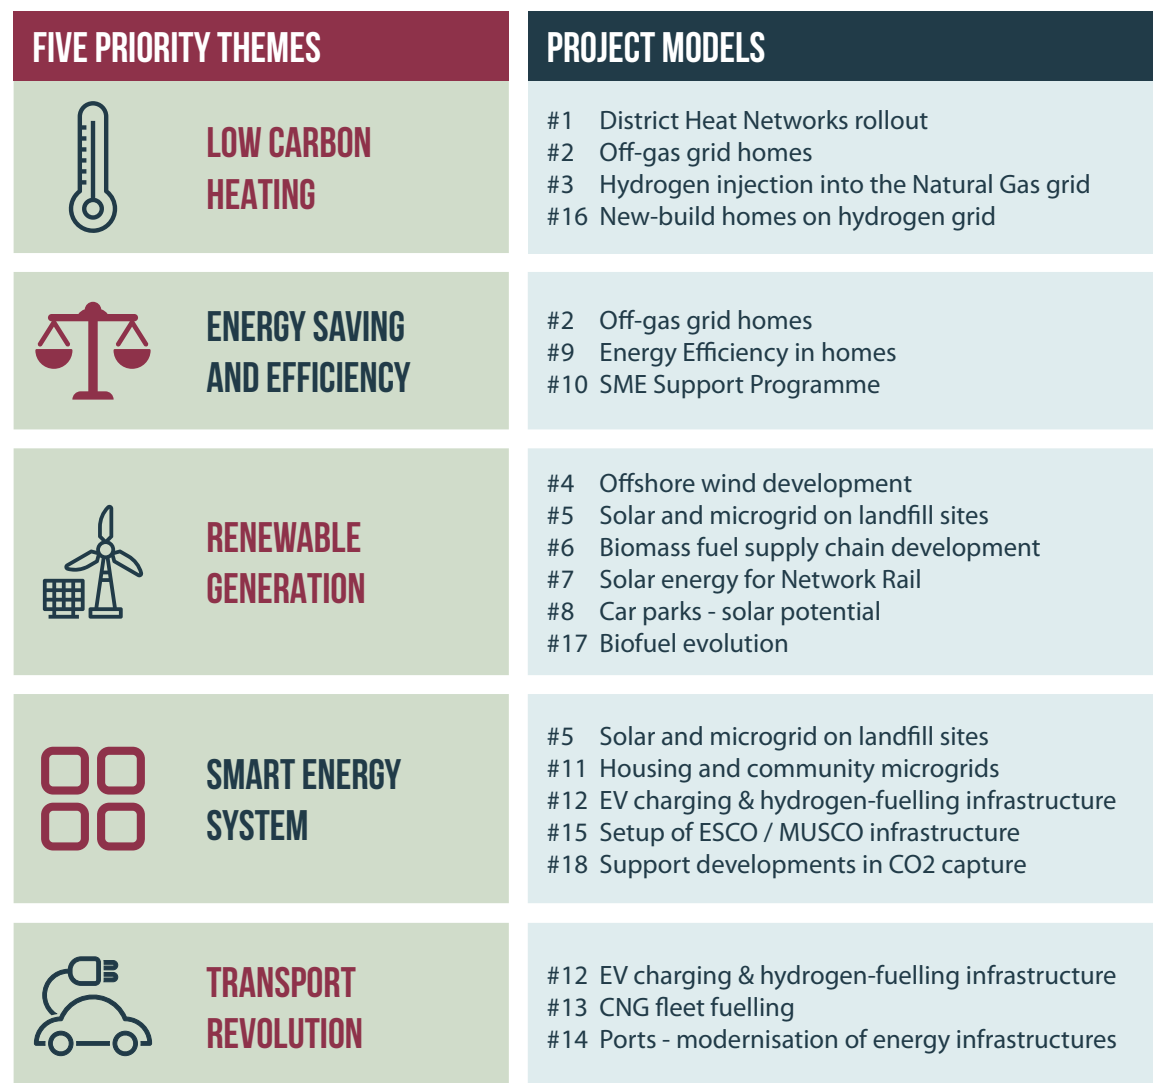 FIVE PRIORITY THEMES
PROJECT MODELS
LOW CARBON
HEATING
#1 District Heat Networks rollout
#2 Off-gas grid homes
#3 Hydrogen injection into the Natural Gas grid
#16 New-build homes on hydrogen grid
ENERGY SAVING
AND EFFICIENCY
#2 Off-gas grid homes
#9 Energy Efficiency in homes
#10 SME Support Programme
RENEWABLE
GENERATION
#4 Offshore wind development
#5 Solar and microgrid on landfill sites
#6 Biomass fuel supply chain development
#7 Solar energy for Network Rail
#8 Car parks - solar potential
#17 Biofuel evolution
SMART ENERGY
SYSTEM
#5 Solar and microgrid on landfill sites
#11 Housing and community microgrids
#12 EV charging & hydrogen-fuelling infrastructure
#15 Setup of ESCO / MUSCO infrastructure
#18 Support developments in CO2 capture
TRANSPORT
REVOLUTION
#12 EV charging & hydrogen-fuelling infrastructure
#13 CNG fleet fuelling
#14 Ports - modernisation of energy infrastructures